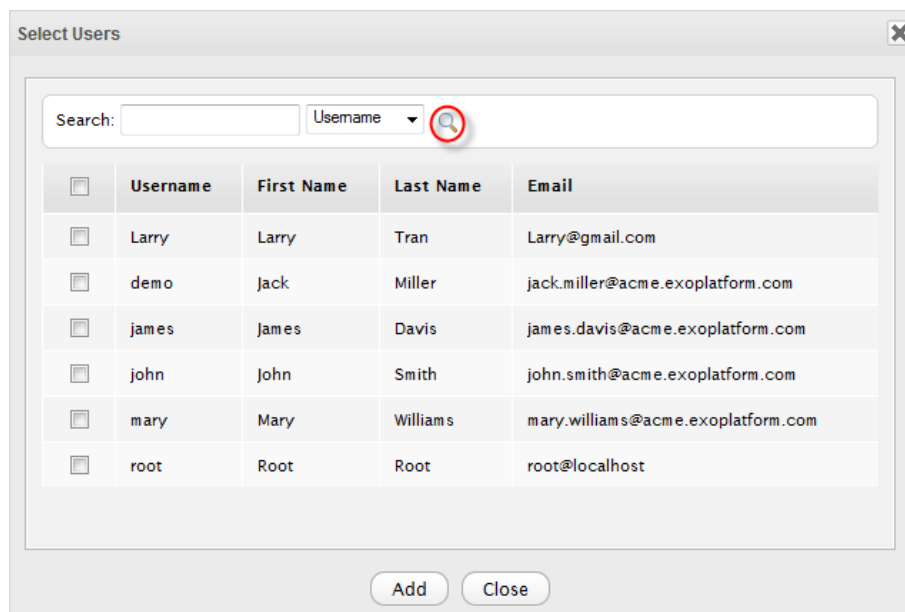 Select Users
Search: Username
Username First Name Last Name Email
Larry Larry Tran Larry@gmail.com
demo Jack Miller jack.miller@acme.exoplatform.com
james James Davis james.davis@acme.exoplatform.com
john John Smith john.smith@acme.exoplatform.com
mary Mary Williams mary.williams@acme.exoplatform.com
root Root Root root@localhost
Add Close